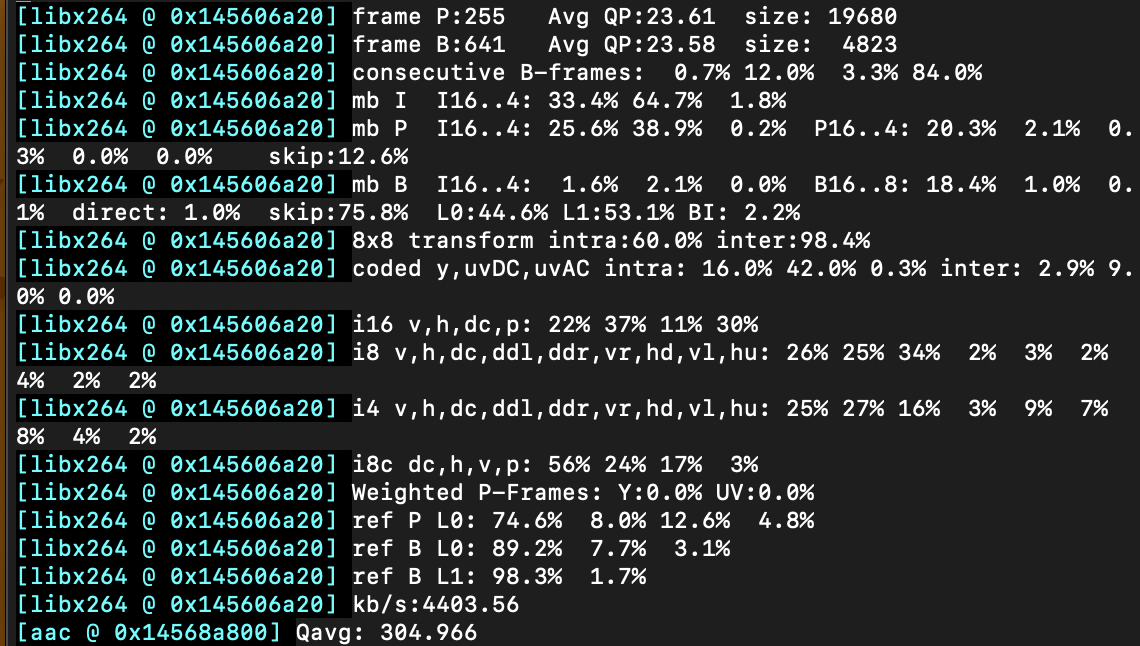 [libx264 @ 0x145606a20] frame P:255   Avg QP:23.61  size: 19680
[libx264 @ 0x145606a20] frame B:641   Avg QP:23.58  size:  4823
[libx264 @ 0x145606a20] consecutive B-frames:  0.7% 12.0%  3.3% 84.0%
[libx264 @ 0x145606a20] mb I  I16..4: 33.4% 64.7%  1.8%
[libx264 @ 0x145606a20] mb P  I16..4: 25.6% 38.9%  0.2%  P16..4: 20.3%  2.1%  0.
3%  0.0%  0.0%    skip:12.6%
[libx264 @ 0x145606a20] mb B  I16..4:  1.6%  2.1%  0.0%  B16..8: 18.4%  1.0%  0.
1%  direct: 1.0%  skip:75.8%  L0:44.6% L1:53.1% BI: 2.2%
[libx264 @ 0x145606a20] 8x8 transform intra:60.0% inter:98.4%
[libx264 @ 0x145606a20] coded y,uvDC,uvAC intra: 16.0% 42.0% 0.3% inter: 2.9% 9.
0% 0.0%
[libx264 @ 0x145606a20] i16 v,h,dc,p: 22% 37% 11% 30%
[libx264 @ 0x145606a20] i8 v,h,dc,ddl,ddr,vr,hd,vl,hu: 26% 25% 34%  2%  3%  2%
4%  2%  2%
[libx264 @ 0x145606a20] i4 v,h,dc,ddl,ddr,vr,hd,vl,hu: 25% 27% 16%  3%  9%  7%
8%  4%  2%
[libx264 @ 0x145606a20] i8c dc,h,v,p: 56% 24% 17%  3%
[libx264 @ 0x145606a20] Weighted P-Frames: Y:0.0% UV:0.0%
[libx264 @ 0x145606a20] ref P L0: 74.6%  8.0% 12.6%  4.8%
[libx264 @ 0x145606a20] ref B L0: 89.2%  7.7%  3.1%
[libx264 @ 0x145606a20] ref B L1: 98.3%  1.7%
[libx264 @ 0x145606a20] kb/s:4403.56
[aac @ 0x14568a800] Qavg: 304.966